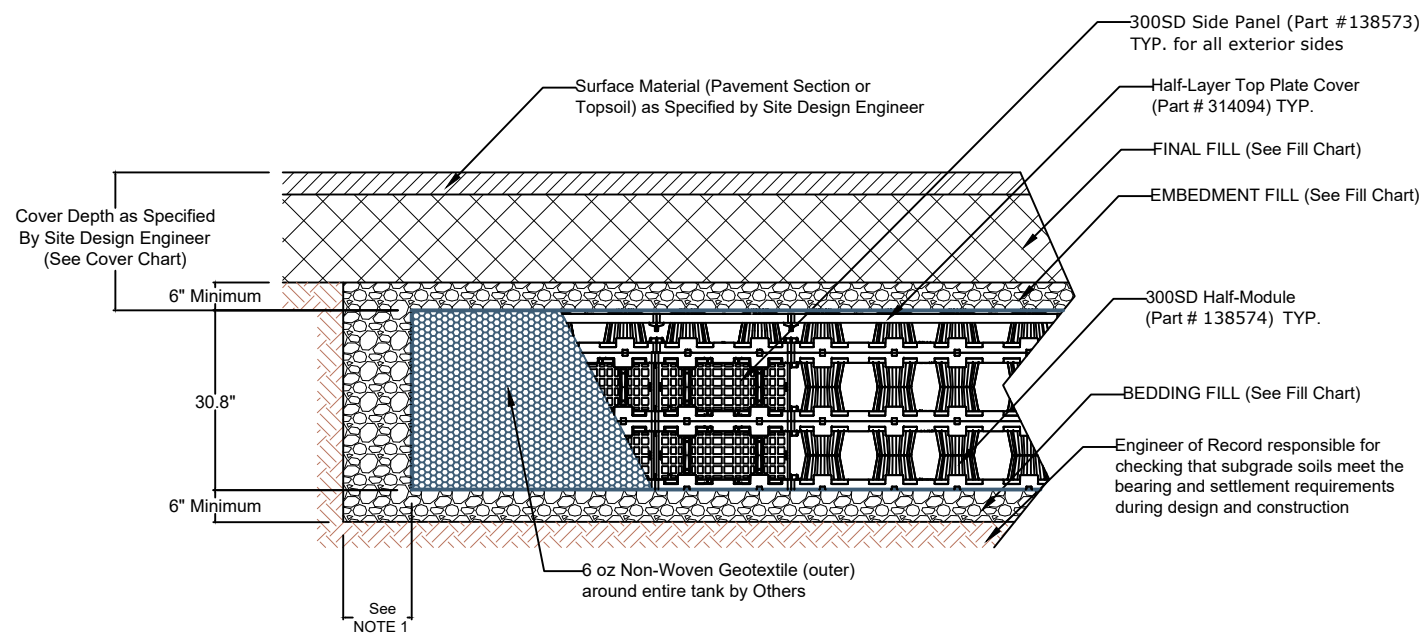 300SD Side Panel (Part #138573)
TYP. for all exterior sides
Surface Material (Pavement Section or
Topsoil) as Specified by Site Design Engineer
Half-Layer Top Plate Cover
(Part # 314094) TYP.
FINAL FILL (See Fill Chart)
EMBEDMENT FILL (See Fill Chart)
Cover Depth as Specified
By Site Design Engineer
(See Cover Chart)
6" Minimum
300SD Half-Module
(Part # 138574) TYP.
30.8"
BEDDING FILL (See Fill Chart)
Engineer of Record responsible for
checking that subgrade soils meet the
bearing and settlement requirements
during design and construction
6" Minimum
6 oz Non-Woven Geotextile (outer)
around entire tank by Others
See
NOTE 1